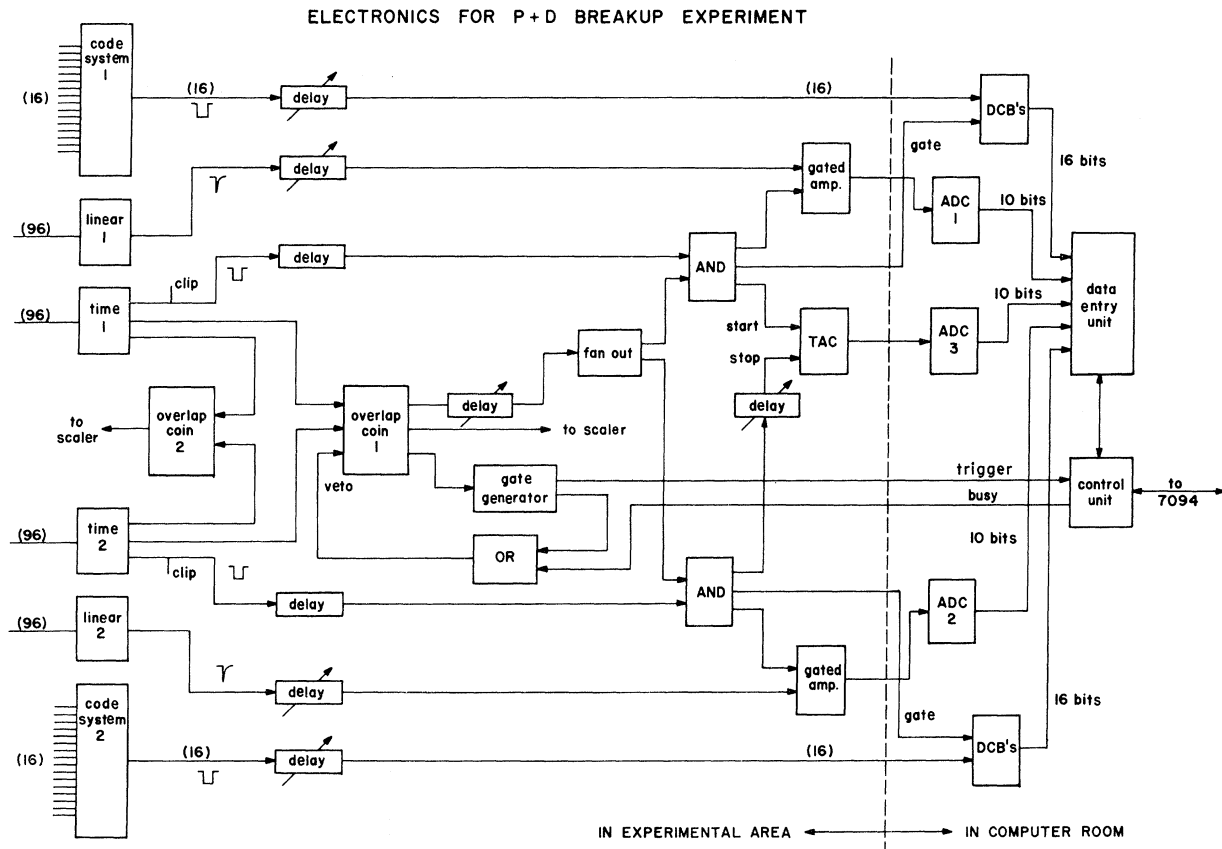 ELECTRONICS FOR P + D BREAKUP EXPERIMENT
code
system
1
(16)
(16)
delay
(16)
DCB's
gate
16 bits
delay
gated
amp.
(96)
linear
1
ADC
1
10 bits
clip
delay
AND
data
entry
unit
(96)
time
1
10 bits
start
stop
TAC
ADC
3
fan out
delay
delay
to
scaler
overlap
coin
2
overlap
coin
1
to scaler
veto
gate
generator
trigger
busy
control
unit
to
7094
(96)
time
2
10 bits
OR
clip
delay
AND
ADC
2
(96)
linear
2
gated
amp.
delay
code
system
2
gate
16 bits
(16)
(16)
delay
(16)
DCB's
IN EXPERIMENTAL AREA
IN COMPUTER ROOM